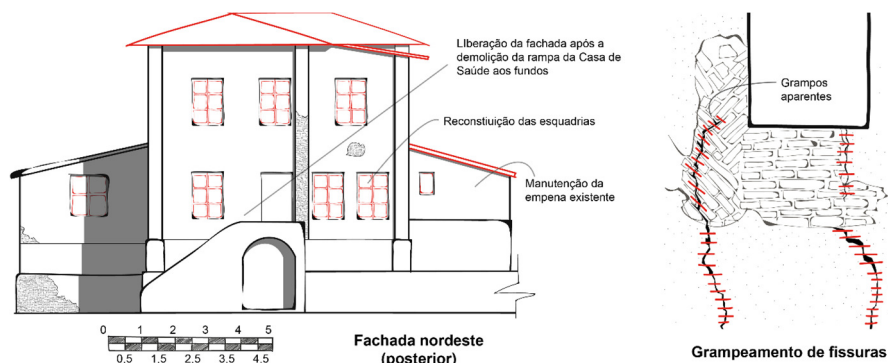 LIberação da fachada após a
demolição da rampa da Casa de
Saúde aos fundos
Reconstiuição das esquadrias
Manutenção da
empena existente
0 1 2 3 4 5
0.5 1.5 2.5 3.5 4.5
Fachada nordeste
(posterior)
Grampos
aparentes
Grampeamento de fissuras